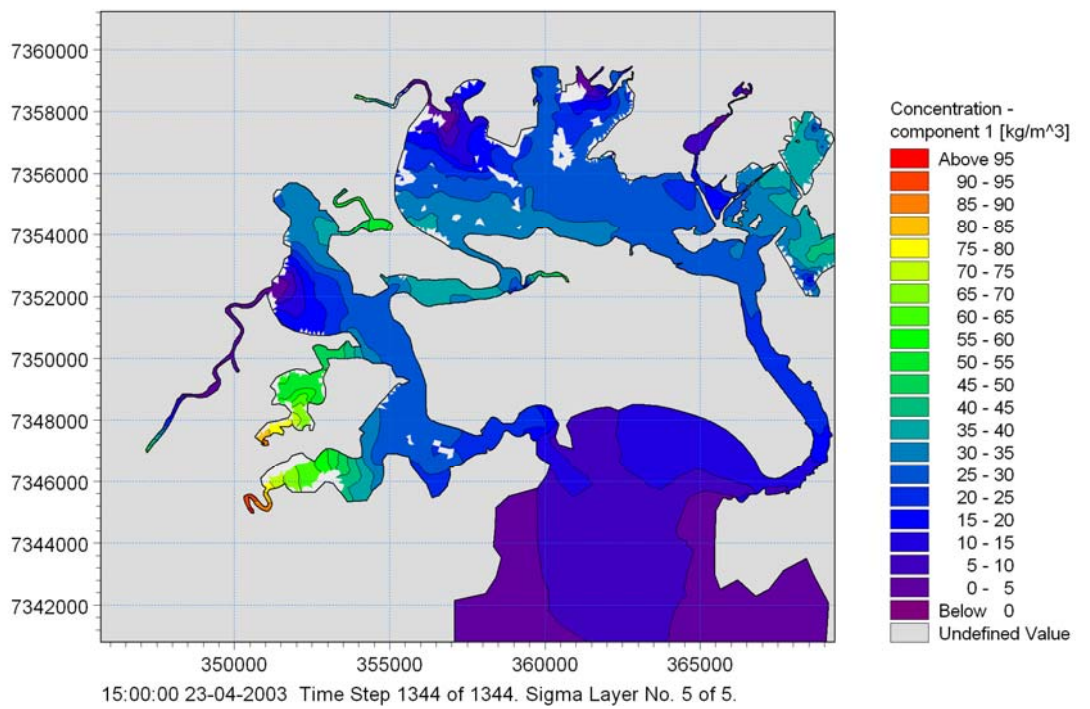 7360000
7358000
7356000
7354000
7352000
7350000
7348000
7346000
7344000
7342000
350000 355000 360000 365000
15:00:00 23-04-2003 Time Step 1344 of 1344. Sigma Layer No. 5 of 5.
Concentration -
component 1 [kg/m^3]
Above 95
90 - 95
85 - 90
80 - 85
75 - 80
70 - 75
65 - 70
60 - 65
55 - 60
50 - 55
45 - 50
40 - 45
35 - 40
30 - 35
25 - 30
20 - 25
15 - 20
10 - 15
5 - 10
0 - 5
Below 0
Undefined Value